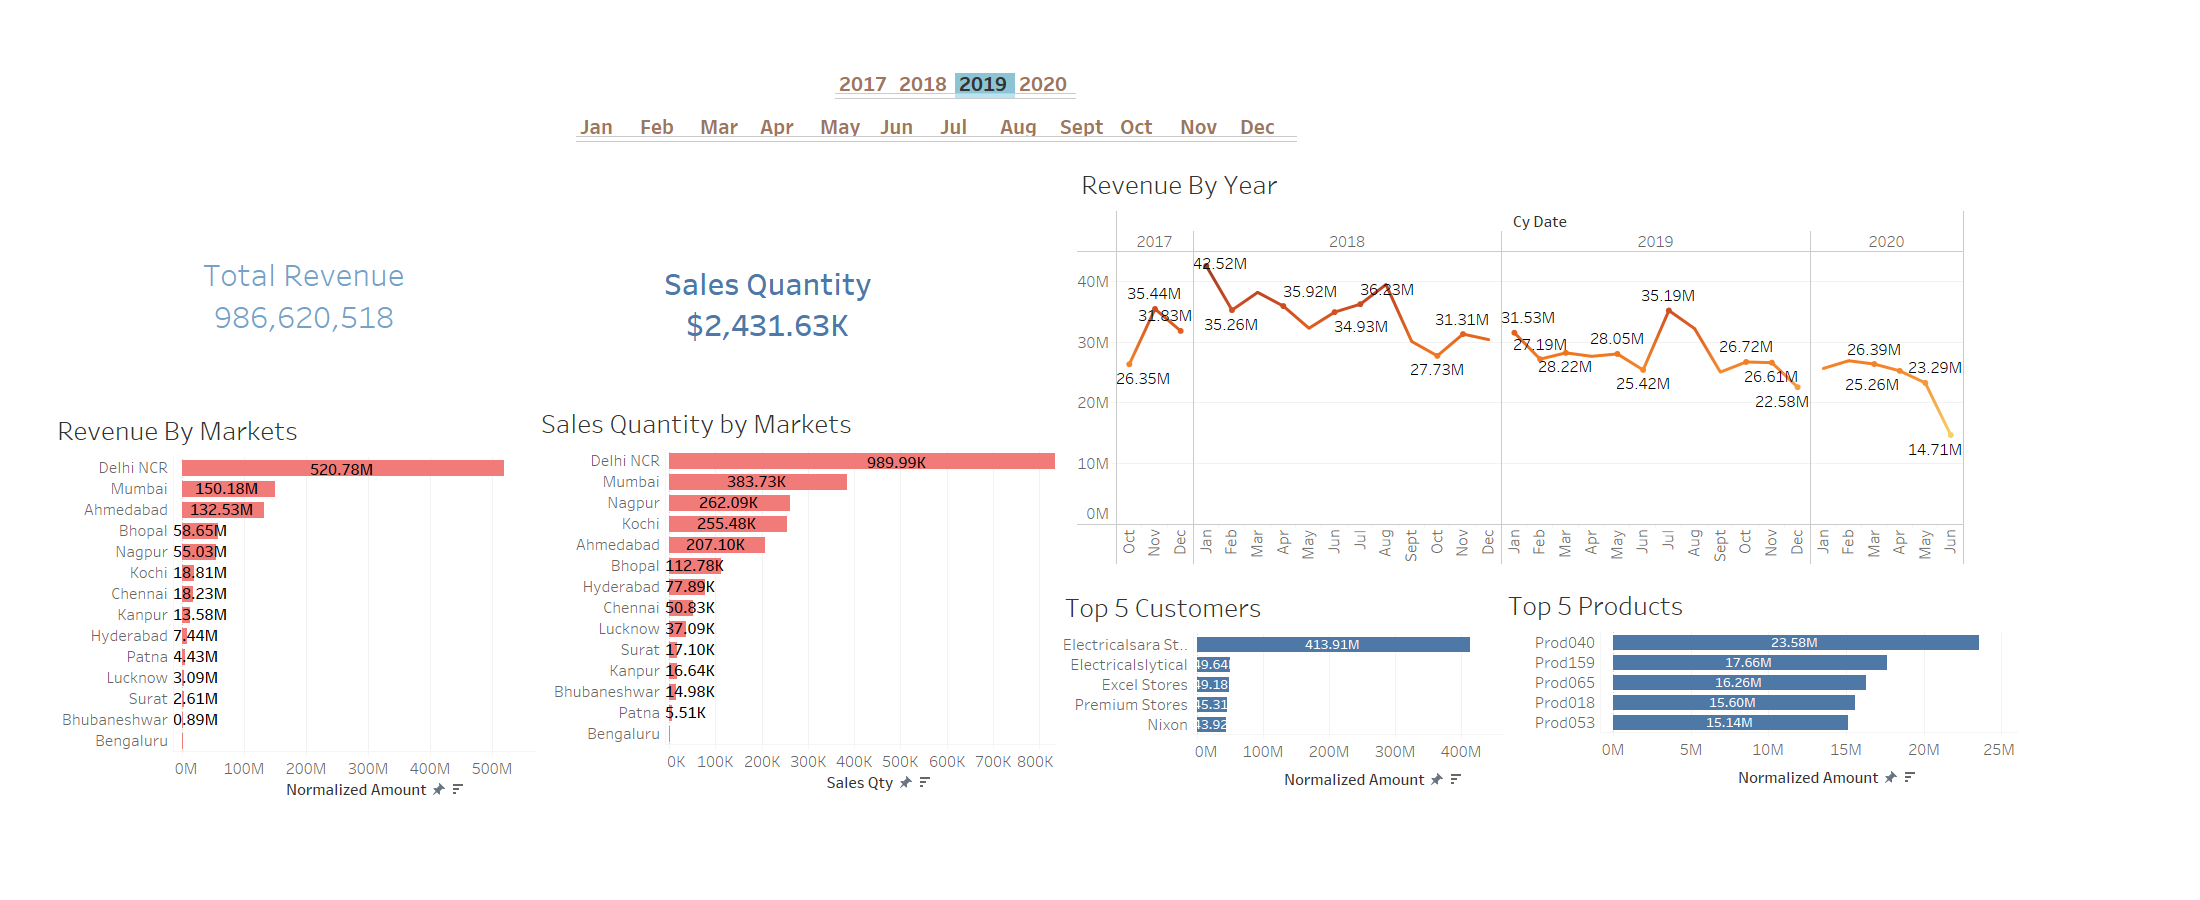 2017 2018 2019 2020
Jan Feb Mar Apr May Jun Jul Aug Sept Oct Nov Dec
Total Revenue
986,620,518
Sales Quantity
$2,431.63K
Revenue By Year
Cy Date
2017 2018 2019 2020
40M
30M
20M
10M
0M
26.35M
35.44M
31.83M
42.52M
35.26M
35.92M
34.93M
36.23M
27.73M
31.31M
31.53M
27.19M
28.22M
28.05M
25.42M
35.19M
26.72M
26.61M
22.58M
26.39M
25.26M
23.29M
14.71M
Oct Nov Dec Jan Feb Mar Apr May Jun Jul Aug Sept Oct Nov Dec Jan Feb Mar Apr May Jun Jul Aug Sept Oct Nov Dec Jan Feb Mar Apr May Jun
Revenue By Markets
Delhi NCR 520.78M
Mumbai 150.18M
Ahmedabad 132.53M
Bhopal 58.65M
Nagpur 55.03M
Kochi 18.81M
Chennai 18.23M
Kanpur 13.58M
Hyderabad 7.44M
Patna 4.43M
Lucknow 3.09M
Surat 2.61M
Bhubaneshwar 0.89M
Bengaluru
0M 100M 200M 300M 400M 500M
Normalized Amount
Sales Quantity by Markets
Delhi NCR 989.99K
Mumbai 383.73K
Nagpur 262.09K
Kochi 255.48K
Ahmedabad 207.10K
Bhopal 112.78K
Hyderabad 77.89K
Chennai 50.83K
Lucknow 37.09K
Surat 17.10K
Kanpur 16.64K
Bhubaneshwar 14.98K
Patna 5.51K
Bengaluru
0K 100K 200K 300K 400K 500K 600K 700K 800K
Sales Qty
Top 5 Customers
Electricalsara St.. 413.91M
Electricalslytical 49.64
Excel Stores 49.18
Premium Stores 45.31
Nixon 43.92
0M 100M 200M 300M 400M
Normalized Amount
Top 5 Products
Prod040 23.58M
Prod159 17.66M
Prod065 16.26M
Prod018 15.60M
Prod053 15.14M
0M 5M 10M 15M 20M 25M
Normalized Amount